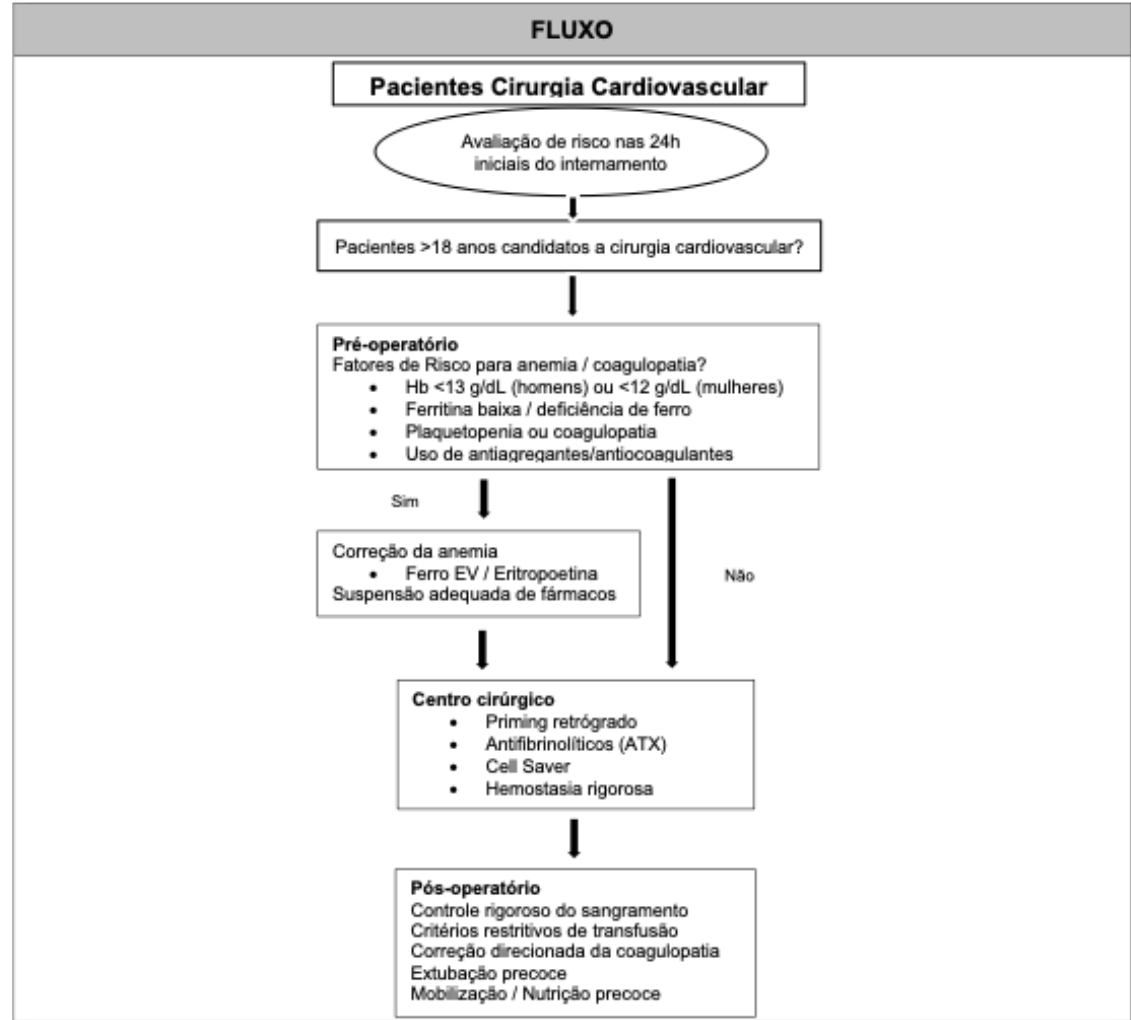 FLUXO
Pacientes Cirurgia Cardiovascular
Avaliação de risco nas 24h
iniciais do internamento
Pacientes >18 anos candidatos a cirurgia cardiovascular?
Pré-operatório
Fatores de Risco para anemia / coagulopatia?
• Hb <13 g/dL (homens) ou <12 g/dL (mulheres)
• Ferritina baixa / deficiência de ferro
• Plaquetopenia ou coagulopatia
• Uso de antiagregantes/antiocoagulantes
Sim
Correção da anemia
• Ferro EV / Eritropoetina
Suspensão adequada de fármacos
Não
Centro cirúrgico
• Priming retrógrado
• Antifibrinolíticos (ATX)
• Cell Saver
• Hemostasia rigorosa
Pós-operatório
Controle rigoroso do sangramento
Critérios restritivos de transfusão
Correção direcionada da coagulopatia
Extubação precoce
Mobilização / Nutrição precoce